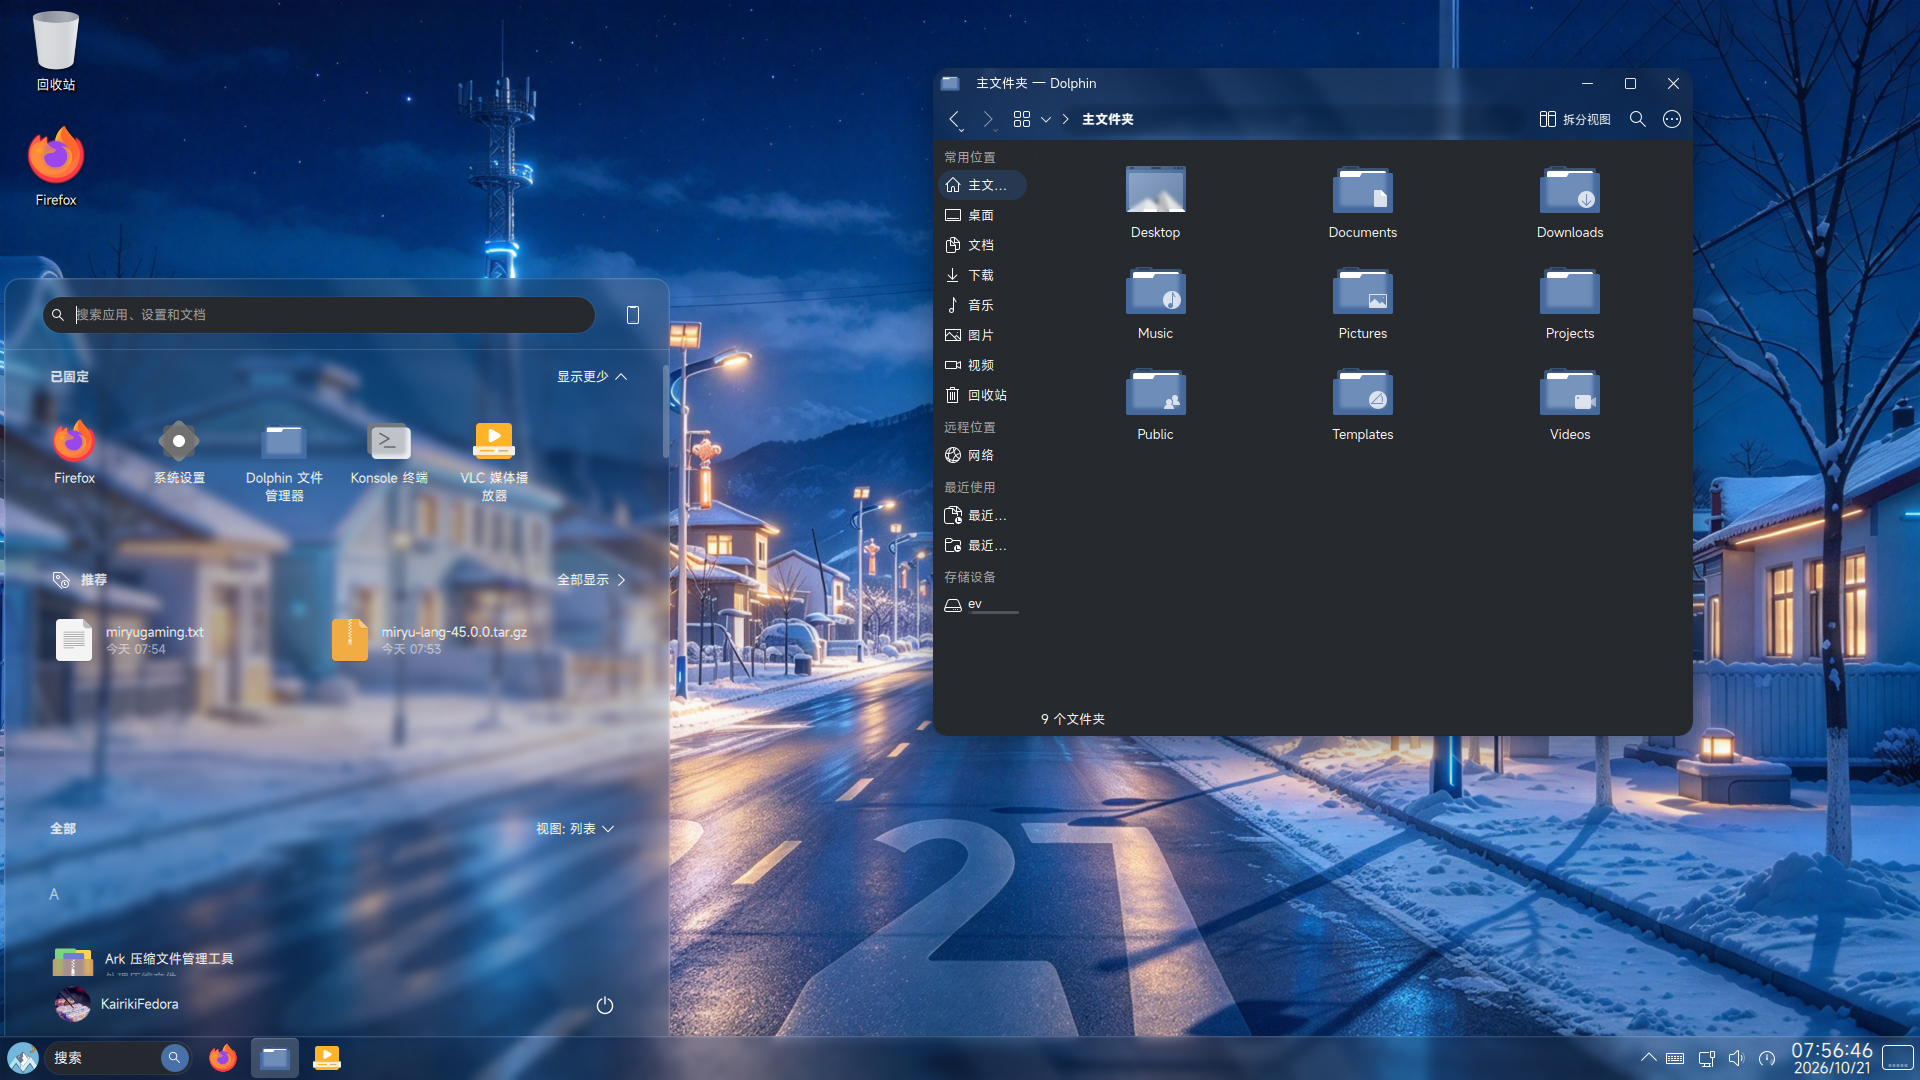 回收站
Firefox
搜索应用、设置和文档
已固定
显示更少
Firefox
系统设置
Dolphin 文件
管理器
Konsole 终端
VLC 媒体播
放器
推荐
全部显示
miryugaming.txt
今天 07:54
miryu-lang-45.0.0.tar.gz
今天 07:53
全部
视图: 列表
A
Ark 压缩文件管理工具
KairikiFedora
主文件夹 — Dolphin
主文件夹
拆分视图
常用位置
主文...
桌面
文档
下载
音乐
图片
视频
回收站
远程位置
网络
最近使用
最近...
最近...
存储设备
ev
Desktop
Documents
Downloads
Music
Pictures
Projects
Public
Templates
Videos
9 个文件夹
27
搜索
07:56:46
2026/10/21